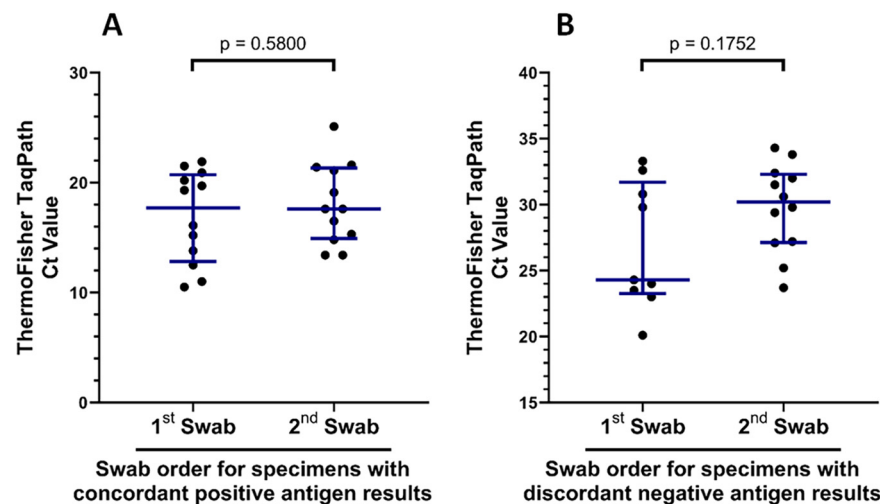 A
p = 0.5800
30
20
10
0
ThermoFisher TaqPath
Ct Value
1st Swab
2nd Swab
Swab order for specimens with
concordant positive antigen results
B
p = 0.1752
40
35
30
25
20
15
ThermoFisher TaqPath
Ct Value
1st Swab
2nd Swab
Swab order for specimens with
discordant negative antigen results